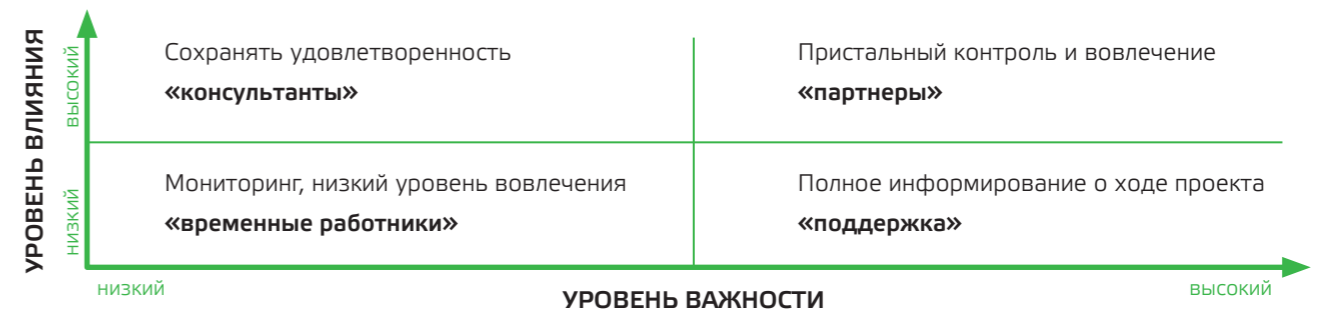 УРОВЕНЬ ВЛИЯНИЯ
высокий
низкий
Сохранять удовлетворенность
«консультанты»
Пристальный контроль и вовлечение
«партнеры»
Мониторинг, низкий уровень вовлечения
«временные работники»
Полное информирование о ходе проекта
«поддержка»
низкий
УРОВЕНЬ ВАЖНОСТИ
высокий